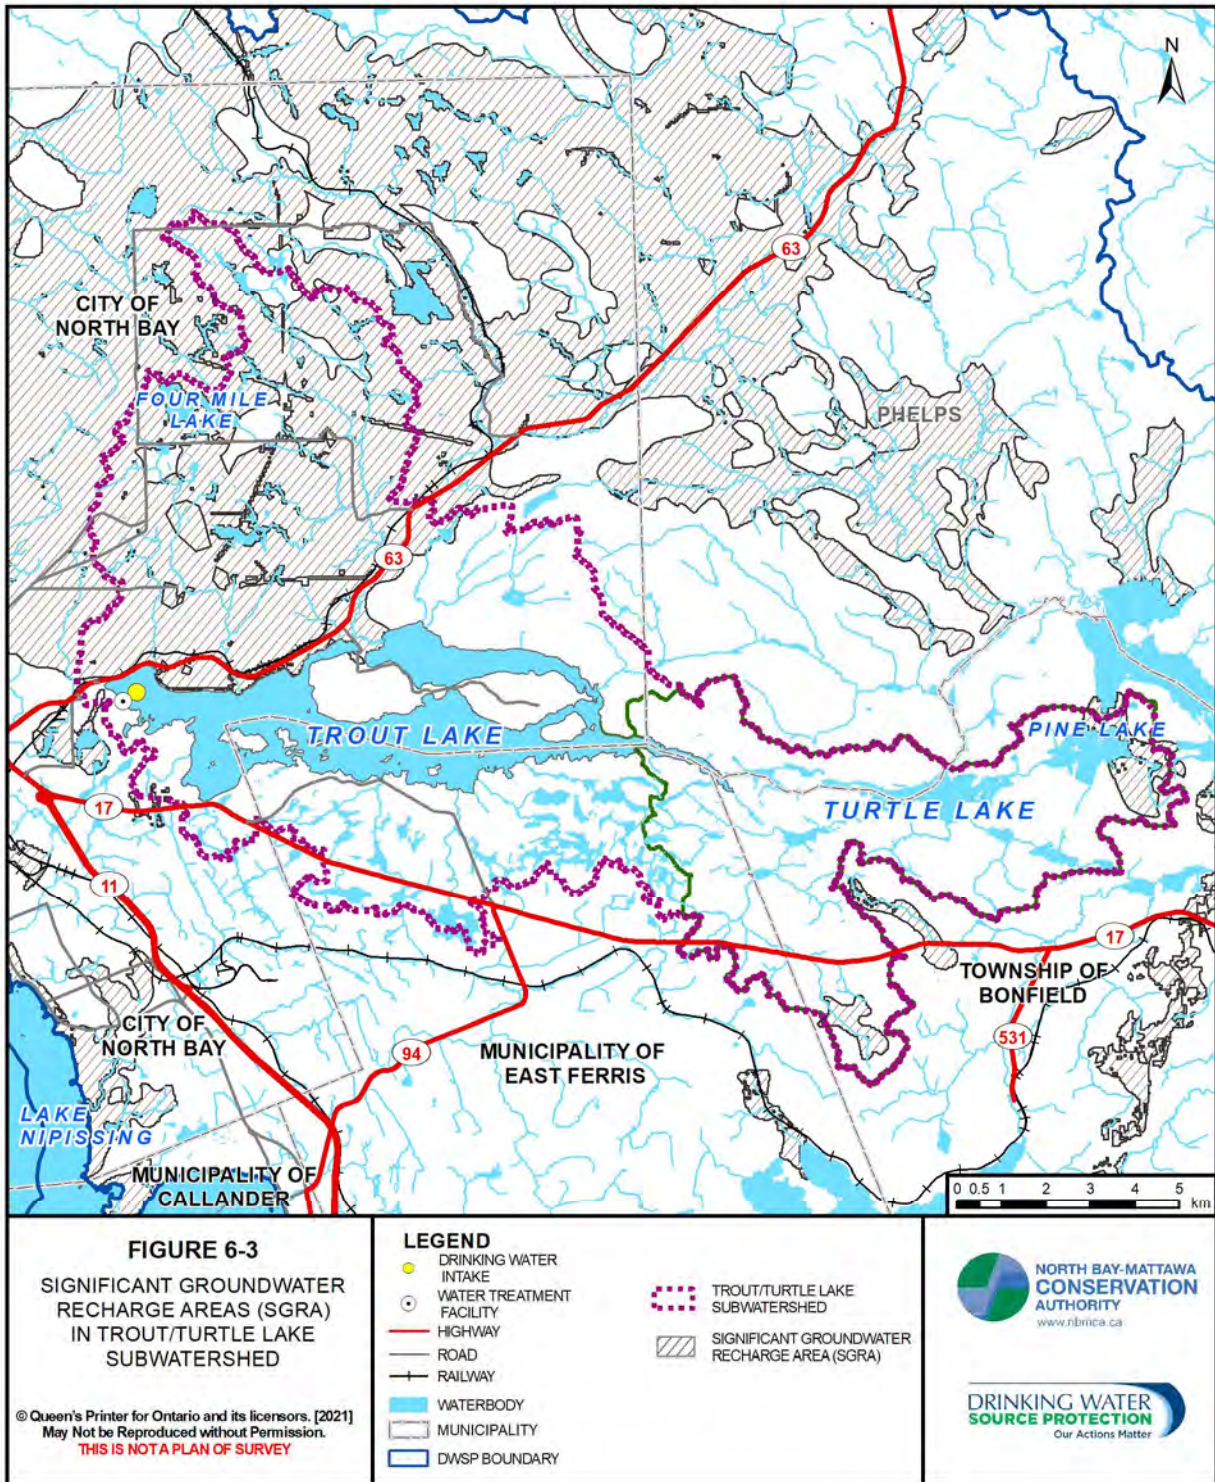 N
63
CITY OF
NORTH BAY
FOUR MILE
LAKE
PHELPS
63
TROUT LAKE
PINE LAKE
TURTLE LAKE
17
11
17
TOWNSHIP OF
BONFIELD
CITY OF
NORTH BAY
531
94
MUNICIPALITY OF
EAST FERRIS
LAKE
NIPISSING
MUNICIPALITY OF
CALLANDER
0 0.5 1 2 3 4 5
km
FIGURE 6-3
SIGNIFICANT GROUNDWATER
RECHARGE AREAS (SGRA)
IN TROUT/TURTLE LAKE
SUBWATERSHED
© Queen's Printer for Ontario and its licensors. [2021]
May Not be Reproduced without Permission.
THIS IS NOT A PLAN OF SURVEY
LEGEND
DRINKING WATER
INTAKE
WATER TREATMENT
FACILITY
HIGHWAY
ROAD
RAILWAY
WATERBODY
MUNICIPALITY
DWSP BOUNDARY
TROUT/TURTLE LAKE
SUBWATERSHED
SIGNIFICANT GROUNDWATER
RECHARGE AREA (SGRA)
NORTH BAY-MATTAWA
CONSERVATION
AUTHORITY
www.nbmca.ca
DRINKING WATER
SOURCE PROTECTION
Our Actions Matter